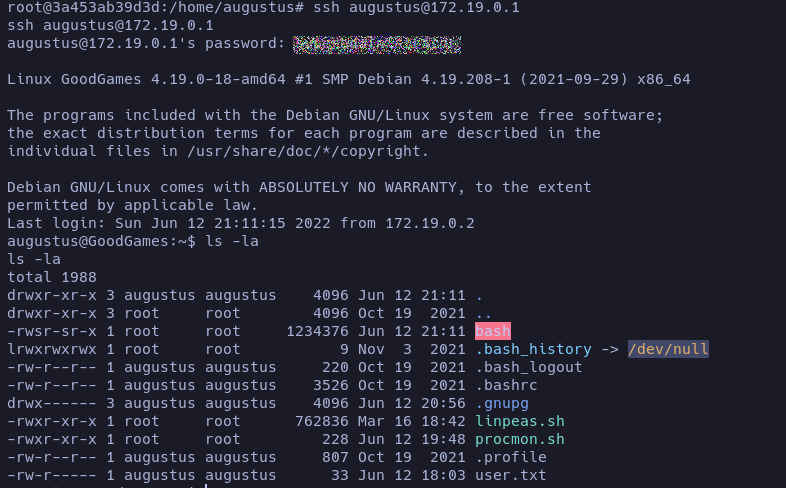 root@3a453ab39d3d:/home/augustus# ssh augustus@172.19.0.1
ssh augustus@172.19.0.1
augustus@172.19.0.1's password:
Linux GoodGames 4.19.0-18-amd64 #1 SMP Debian 4.19.208-1 (2021-09-29) x86_64
The programs included with the Debian GNU/Linux system are free software;
the exact distribution terms for each program are described in the
individual files in /usr/share/doc/*/copyright.
Debian GNU/Linux comes with ABSOLUTELY NO WARRANTY, to the extent
permitted by applicable law.
Last login: Sun Jun 12 21:11:15 2022 from 172.19.0.2
augustus@GoodGames:~$ ls -la
ls -la
total 1988
drwxr-xr-x 3 augustus augustus    4096 Jun 12 21:11 .
drwxr-xr-x 3 root     root        4096 Oct 19  2021 ..
-rwsr-sr-x 1 root     root     1234376 Jun 12 21:11 bash
lrwxrwxrwx 1 root     root           9 Nov  3  2021 .bash_history -> /dev/null
-rw-r--r-- 1 augustus augustus     220 Oct 19  2021 .bash_logout
-rw-r--r-- 1 augustus augustus    3526 Oct 19  2021 .bashrc
drwx------ 3 augustus augustus    4096 Jun 12 20:56 .gnupg
-rwxr-xr-x 1 root     root      762836 Mar 16 18:42 linpeas.sh
-rwxr-xr-x 1 root     root         228 Jun 12 19:48 procmon.sh
-rw-r--r-- 1 augustus augustus     807 Oct 19  2021 .profile
-rw-r----- 1 augustus augustus      33 Jun 12 18:03 user.txt